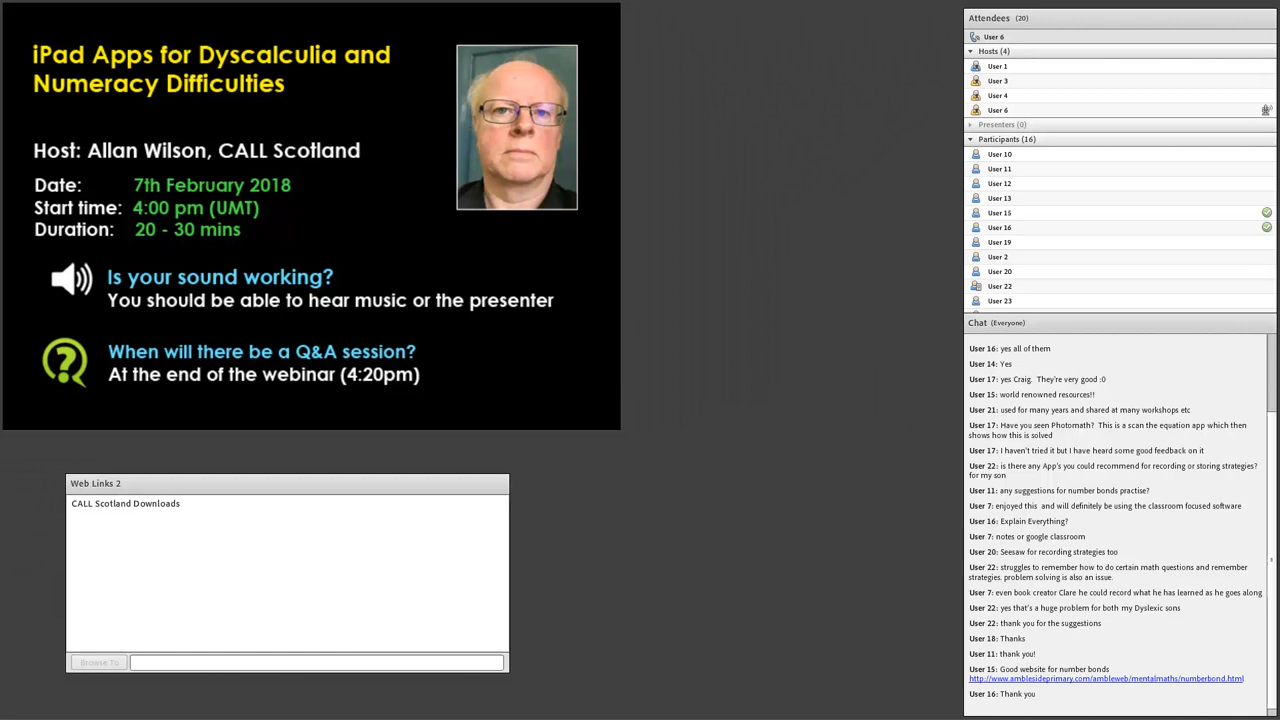 iPad Apps for Dyscalculia and
Numeracy Difficulties
Host: Allan Wilson, CALL Scotland
Date: 7th February 2018
Start time: 4:00 pm (UMT)
Duration: 20 - 30 mins
Is your sound working?
You should be able to hear music or the presenter
When will there be a Q&A session?
At the end of the webinar (4:20pm)
Web Links 2
CALL Scotland Downloads
Browse To
Attendees (20)
User 6
Hosts (4)
User 1
User 3
User 4
User 6
Presenters (0)
Participants (16)
User 10
User 11
User 12
User 13
User 15
User 16
User 19
User 2
User 20
User 22
User 23
Chat (Everyone)
User 16: yes all of them
User 14: Yes
User 17: yes Craig. They're very good :0
User 15: world renowned resources!!
User 21: used for many years and shared at many workshops etc
User 17: Have you seen Photomath? This is a scan the equation app which then
shows how this is solved
User 17: I haven't tried it but I have heard some good feedback on it
User 22: is there any App's you could recommend for recording or storing strategies?
for my son
User 11: any suggestions for number bonds practise?
User 7: enjoyed this and will definitely be using the classroom focused software
User 16: Explain Everything?
User 7: notes or google classroom
User 20: Seesaw for recording strategies too
User 22: struggles to remember how to do certain math questions and remember
strategies. problem solving is also an issue.
User 7: even book creator Clare he could record what he has learned as he goes along
User 22: yes that's a huge problem for both my Dyslexic sons
User 22: thank you for the suggestions
User 18: Thanks
User 11: thank you!
User 15: Good website for number bonds
http://www.amblesideprimary.com/ambleweb/mentalmaths/numberbond.html
User 16: Thank you